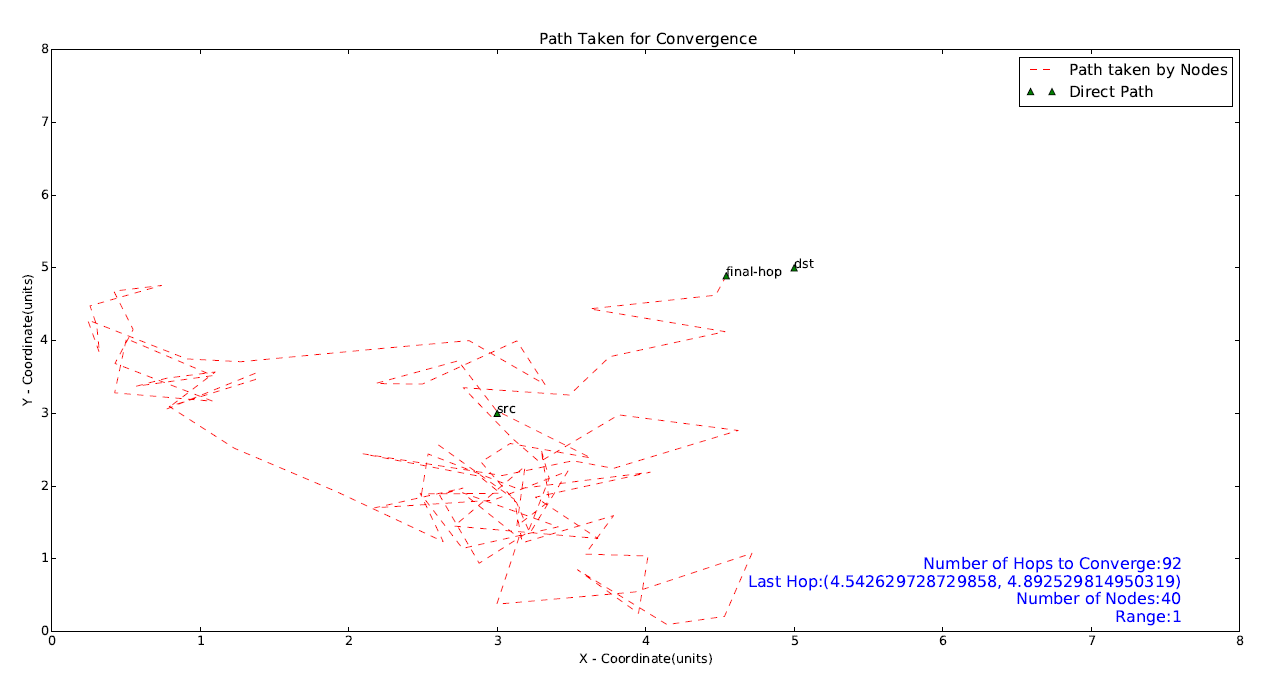 Path Taken for Convergence
Path taken by Nodes
Direct Path
8
7
6
5
4
3
2
1
0
Y - Coordinate(units)
final-hop
dst
src
Number of Hops to Converge:92
Last Hop:(4.542629728729858, 4.892529814950319)
Number of Nodes:40
Range:1
0 1 2 3 4 5 6 7 8
X - Coordinate(units)